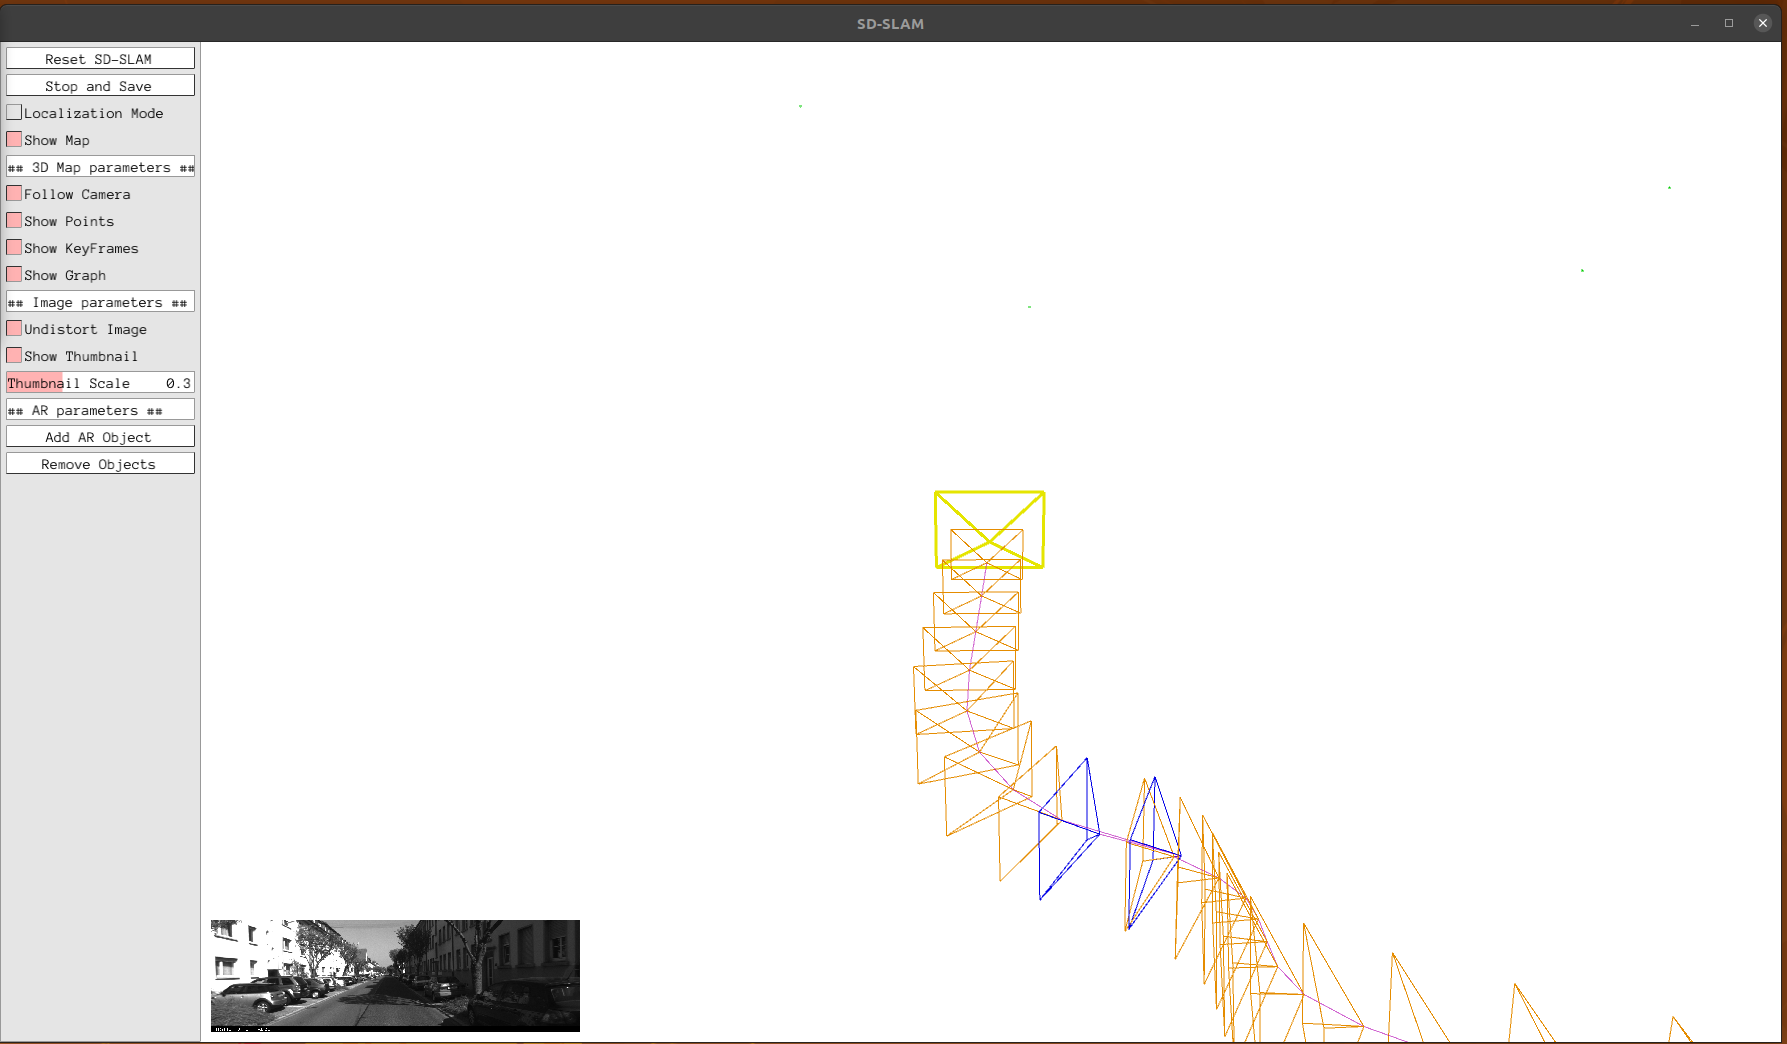 SD-SLAM
Reset SD-SLAM
Stop and Save
Localization Mode
Show Map
## 3D Map parameters ##
Follow Camera
Show Points
Show KeyFrames
Show Graph
## Image parameters ##
Undistort Image
Show Thumbnail
Thumbnail Scale 0.3
## AR parameters ##
Add AR Object
Remove Objects